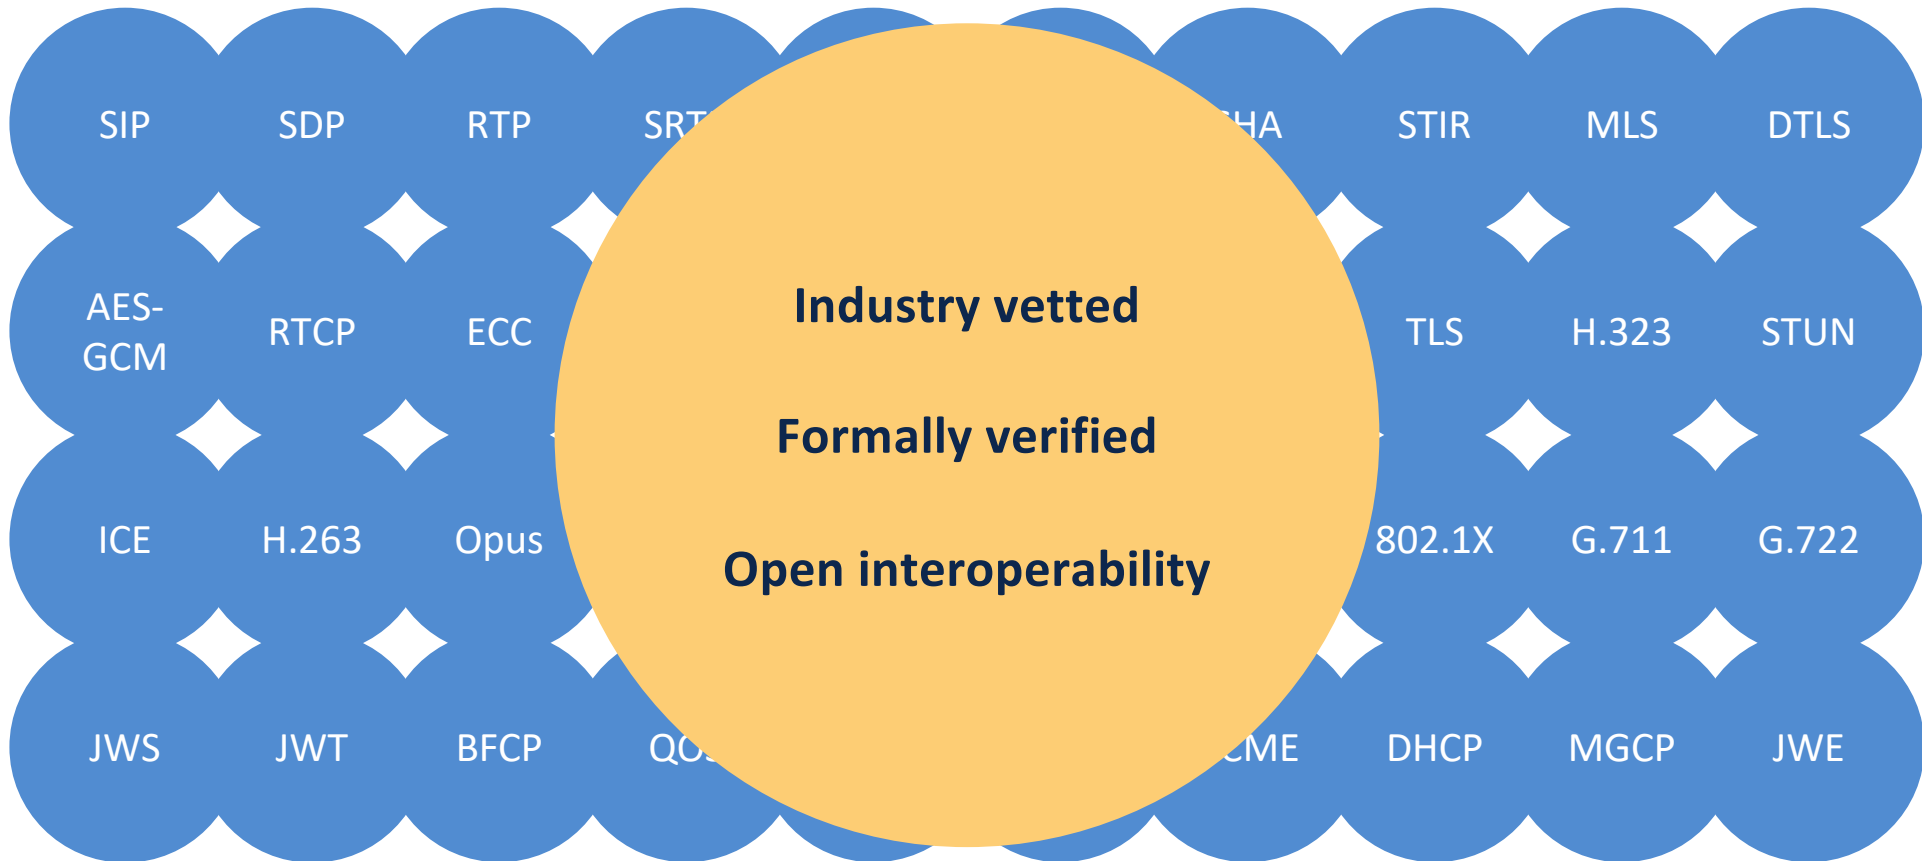 SIP SDP RTP STIR MLS DTLS
AES-
GCM
RTCP ECC TLS H.323 STUN
Industry vetted
Formally verified
Open interoperability
ICE H.263 Opus 802.1X G.711 G.722
JWS JWT BFCP DHCP MGCP JWE